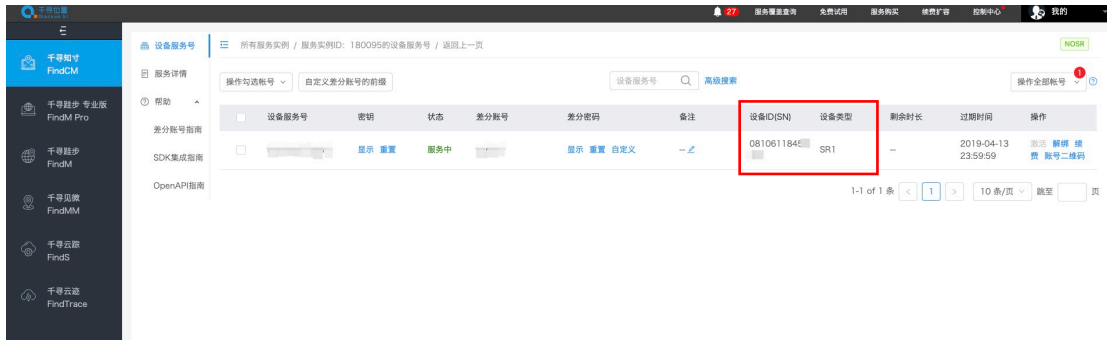 千寻位置
27 服务覆盖查询 免费试用 服务购买 续费扩容 控制中心 我的
千寻知寸
FindCM
千寻跬步 专业版
FindM Pro
千寻跬步
FindM
千寻见微
FindMM
千寻云踪
FindS
千寻云迹
FindTrace
设备服务号
服务详情
帮助
差分账号指南
SDK集成指南
OpenAPI指南
所有服务实例 / 服务实例ID: 180095的设备服务号 / 返回上一页
NOSR
操作勾选帐号 自定义差分账号的前缀 设备服务号 高级搜索 操作全部帐号 1
设备服务号 密钥 状态 差分账号 差分密码 备注 设备ID(SN) 设备类型 剩余时长 过期时间 操作
显示 重置 服务中 显示 重置 自定义 -- 0810611845 SR1 -- 2019-04-13 激活 解绑 续
23:59:59 费 账号二维码
1-1 of 1 条 < 1 > 10 条/页 跳至 页